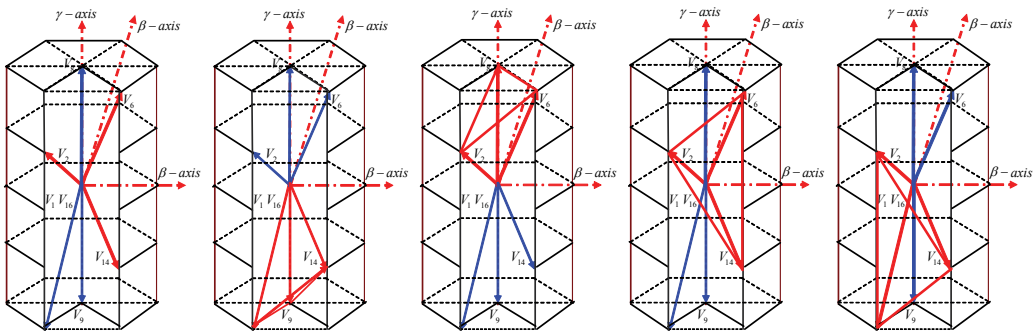 γ − axis
β − axis
V₆
V₂
β − axis
V₁ V₁₆
V₁₄
V₉
γ − axis
β − axis
V₆
V₂
β − axis
V₁ V₁₆
V₁₄
V₉
γ − axis
β − axis
V₆
V₂
β − axis
V₁ V₁₆
V₁₄
V₉
γ − axis
β − axis
V₆
V₂
β − axis
V₁ V₁₆
V₁₄
V₉
γ − axis
β − axis
V₆
V₂
β − axis
V₁ V₁₆
V₁₄
V₉